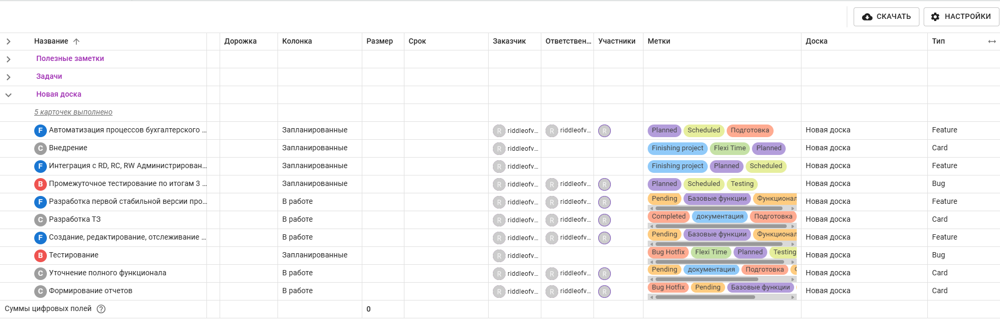 СКАЧАТЬ НАСТРОЙКИ
Название Дорожка Колонка Размер Срок Заказчик Ответствен... Участники Метки Доска Тип
Полезные заметки
Задачи
Новая доска
5 карточек выполнено
F Автоматизация процессов бухгалтерского ... Запланированные R riddleofv... R riddleofv... R Planned Scheduled Подготовка Новая доска Feature
C Внедрение Запланированные R riddleofv... Finishing project Flexi Time Planned Новая доска Card
F Интеграция с RD, RC, RW Администрирован... Запланированные R riddleofv... Finishing project Planned Scheduled Новая доска Feature
B Промежуточное тестирование по итогам 3 ... Запланированные R riddleofv... R riddleofv... R Planned Scheduled Testing Новая доска Bug
F Разработка первой стабильной версии про... В работе R riddleofv... R riddleofv... R Pending Базовые функции Функционал Новая доска Feature
C Разработка ТЗ В работе R riddleofv... R riddleofv... R Completed документация Подготовка Новая доска Card
F Создание, редактирование, отслеживание ... В работе R riddleofv... R riddleofv... R Pending Базовые функции Функционал Новая доска Feature
B Тестирование Запланированные R riddleofv... Bug Hotfix Flexi Time Planned Testing Новая доска Bug
C Уточнение полного функционала В работе R riddleofv... R riddleofv... R Pending документация Подготовка Новая доска Card
C Формирование отчетов В работе R riddleofv... R riddleofv... R Bug Hotfix Pending Базовые функции Новая доска Card
Суммы цифровых полей ? 0